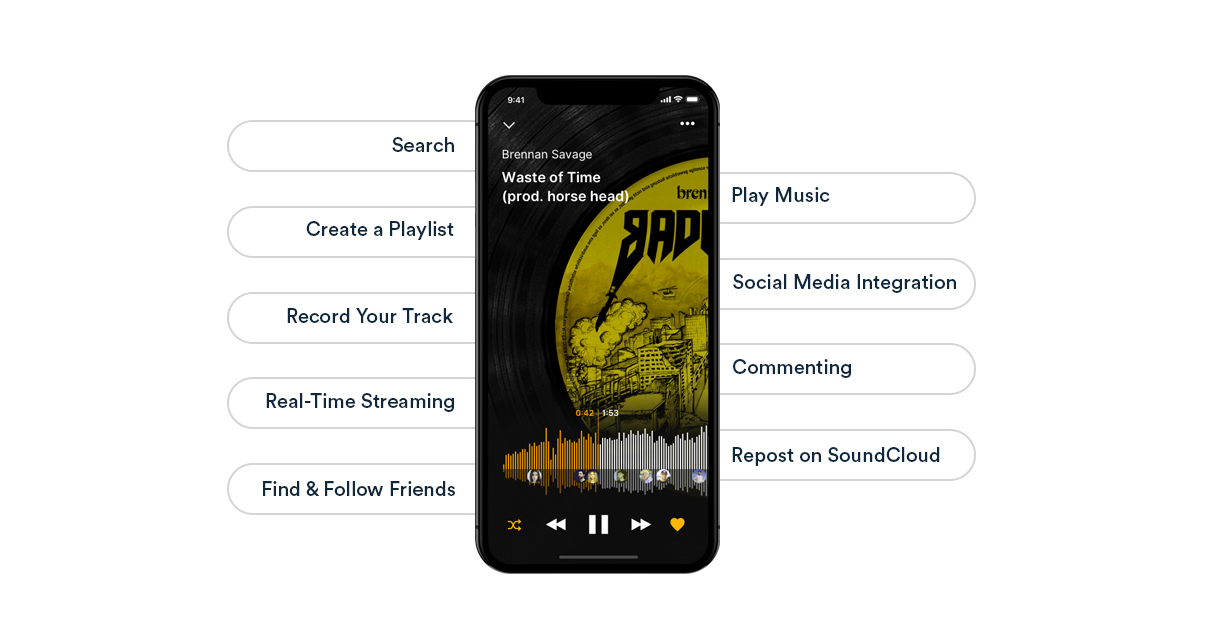 Search
Create a Playlist
Record Your Track
Real-Time Streaming
Find & Follow Friends
9:41
Brennan Savage
Waste of Time
(prod. horse head)
bren
BADL
0:42 1:53
Play Music
Social Media Integration
Commenting
Repost on SoundCloud